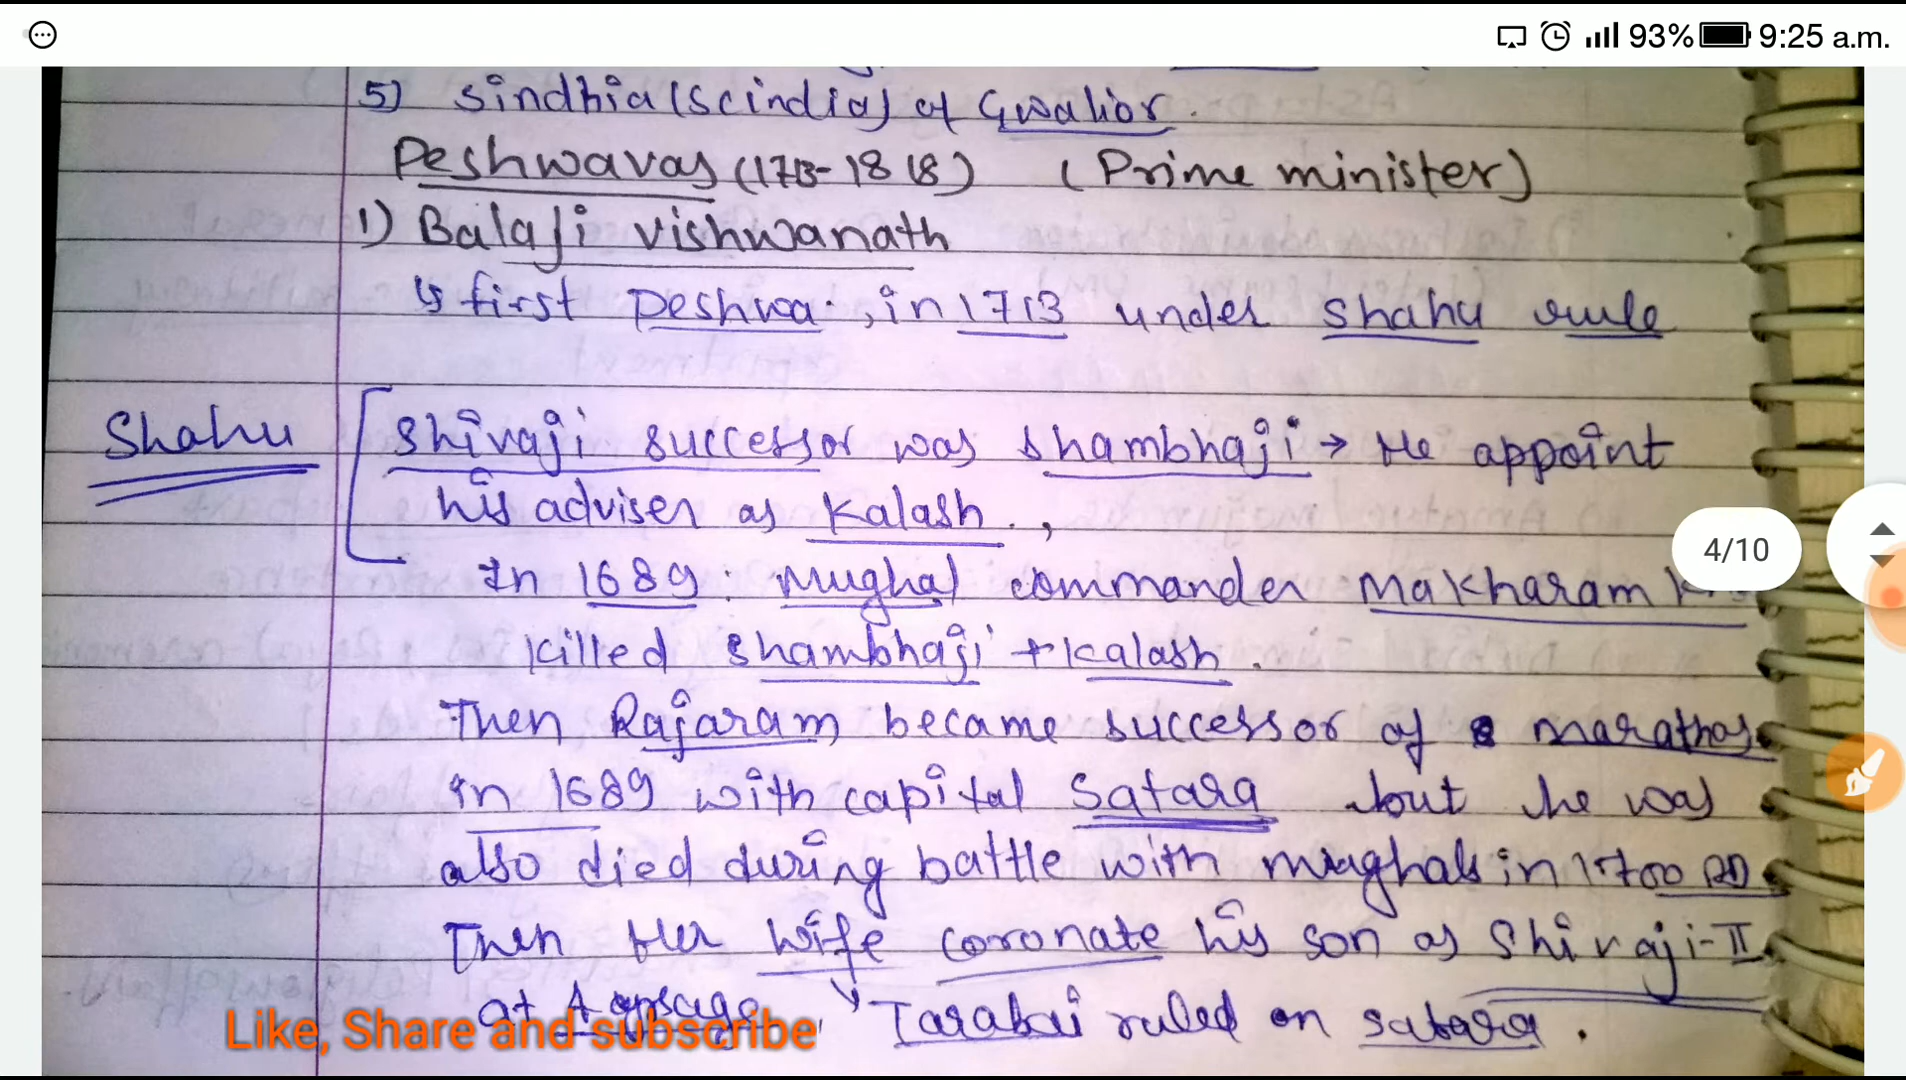 93% 9:25 a.m.
5) Sindhia (Scindia) of Gwalior.
Peshwavas (1713-1818) (Prime minister)
1) Balaji vishwanath
↳ first Peshwa, in 1713 under Shahu rule
Shahu
Shivaji successor was Shambhaji → He appoint
his adviser as Kalash.,
4/10
In 1689: Mughal commander Makharam
killed Shambhaji + Kalash.
Then Rajaram became successor of marathas
in 1689 with capital Satara but he was
also died during battle with mughals in 1700 AD
Then Her wife coronate his son as Shivaji-II
at 4 age. Tarabai ruled on satara.
Like, Share and subscribe